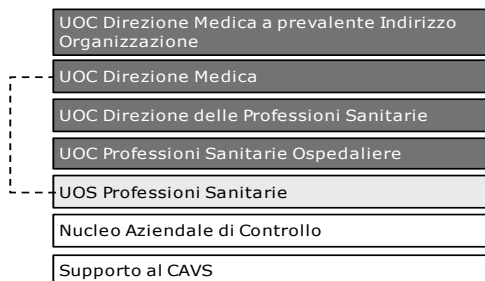 UOC Direzione Medica a prevalente Indirizzo
Organizzazione
UOC Direzione Medica
UOC Direzione delle Professioni Sanitarie
UOC Professioni Sanitarie Ospedaliere
UOS Professioni Sanitarie
Nucleo Aziendale di Controllo
Supporto al CAVS